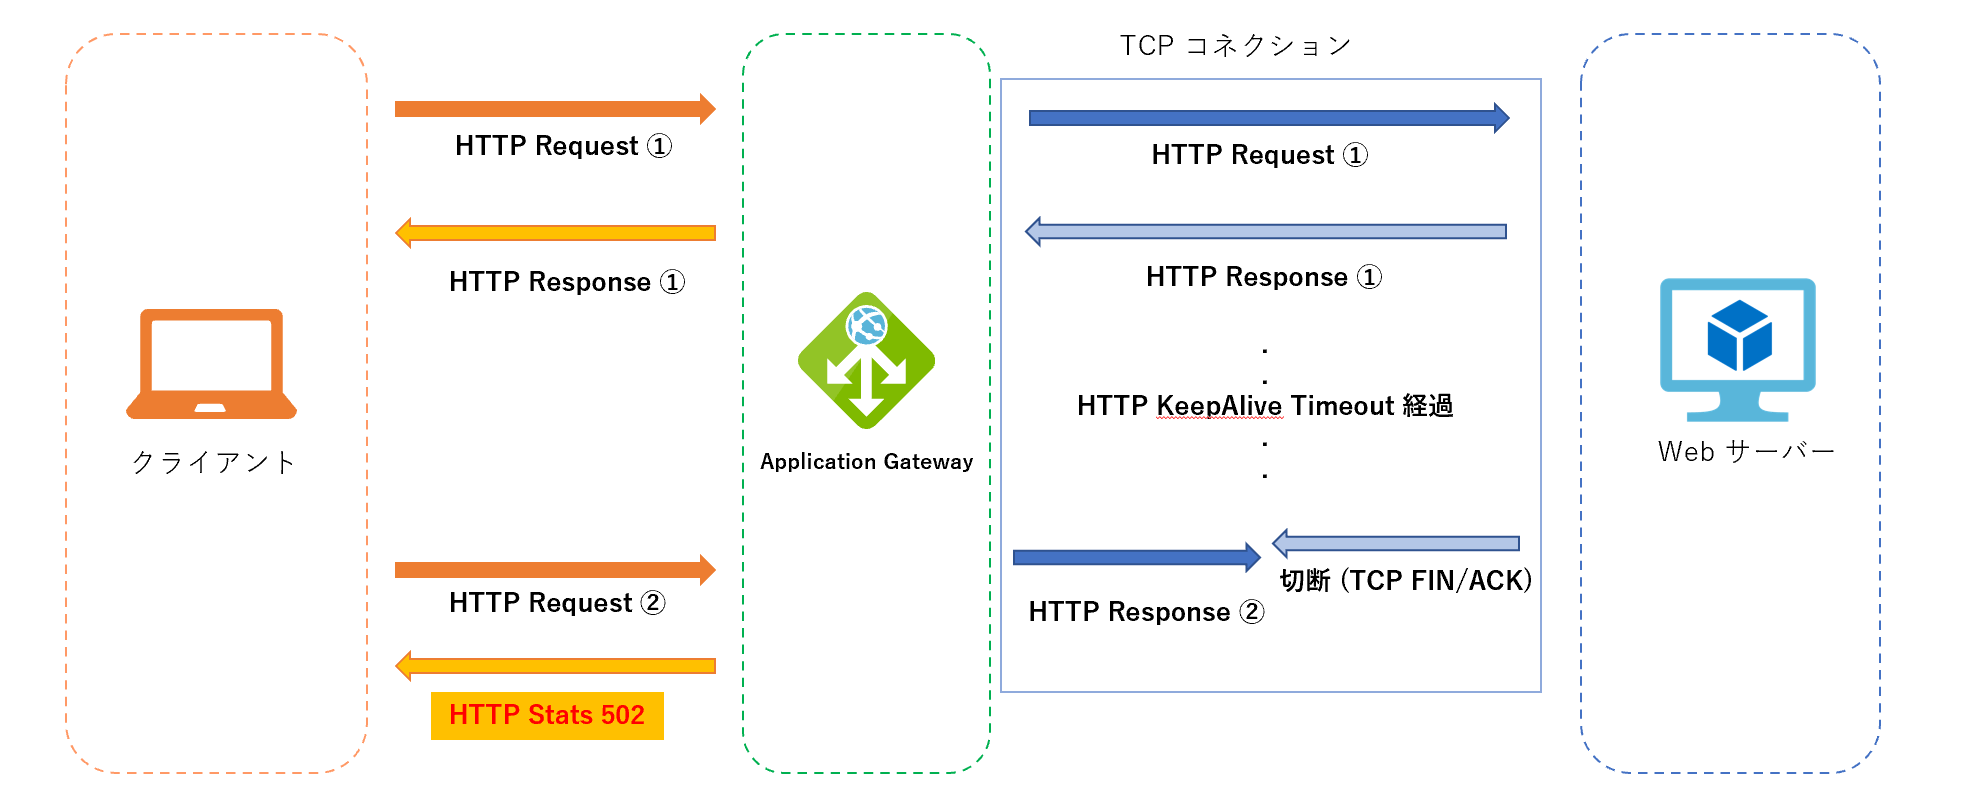 TCP コネクション
HTTP Request ①
HTTP Request ①
HTTP Response ①
HTTP Response ①
HTTP KeepAlive Timeout 経過
クライアント
Application Gateway
Web サーバー
HTTP Request ②
HTTP Response ②
切断 (TCP FIN/ACK)
HTTP Stats 502